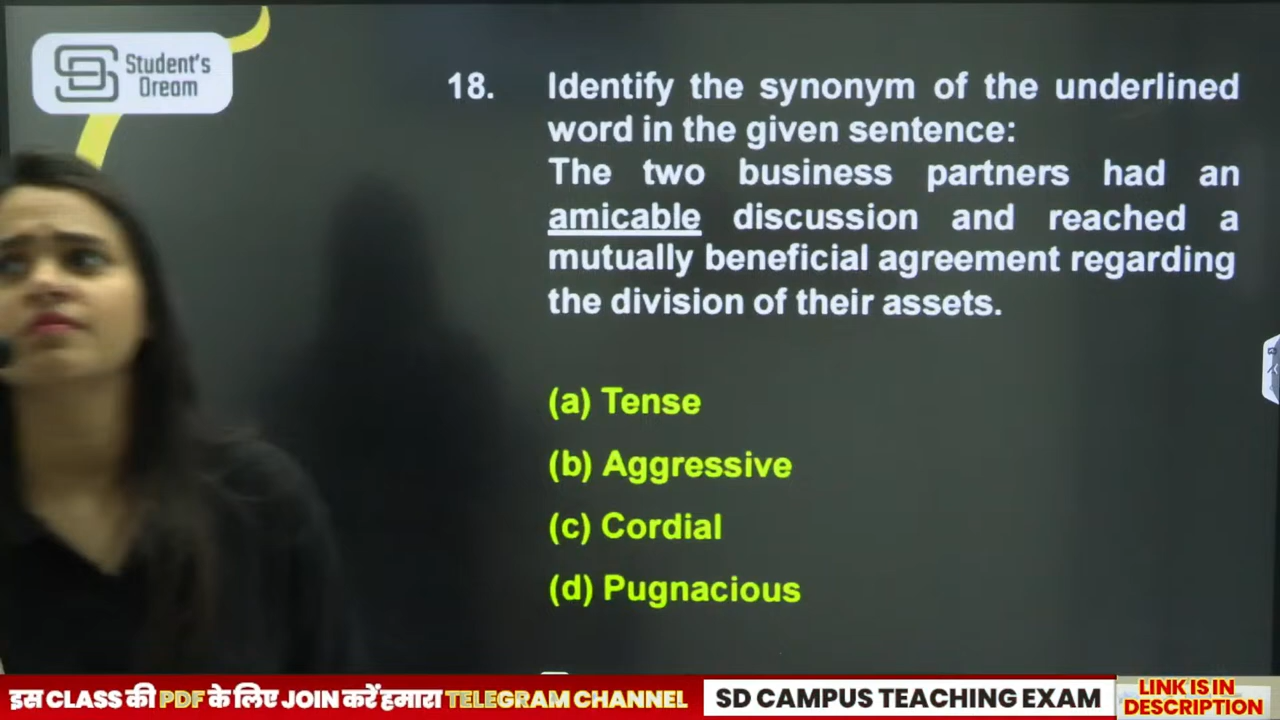 Student's
Dream
18. Identify the synonym of the underlined
word in the given sentence:
The two business partners had an
amicable discussion and reached a
mutually beneficial agreement regarding
the division of their assets.
(a) Tense
(b) Aggressive
(c) Cordial
(d) Pugnacious
इस CLASS की PDF के लिए JOIN करें हमारा TELEGRAM CHANNEL
SD CAMPUS TEACHING EXAM
LINK IS IN
DESCRIPTION